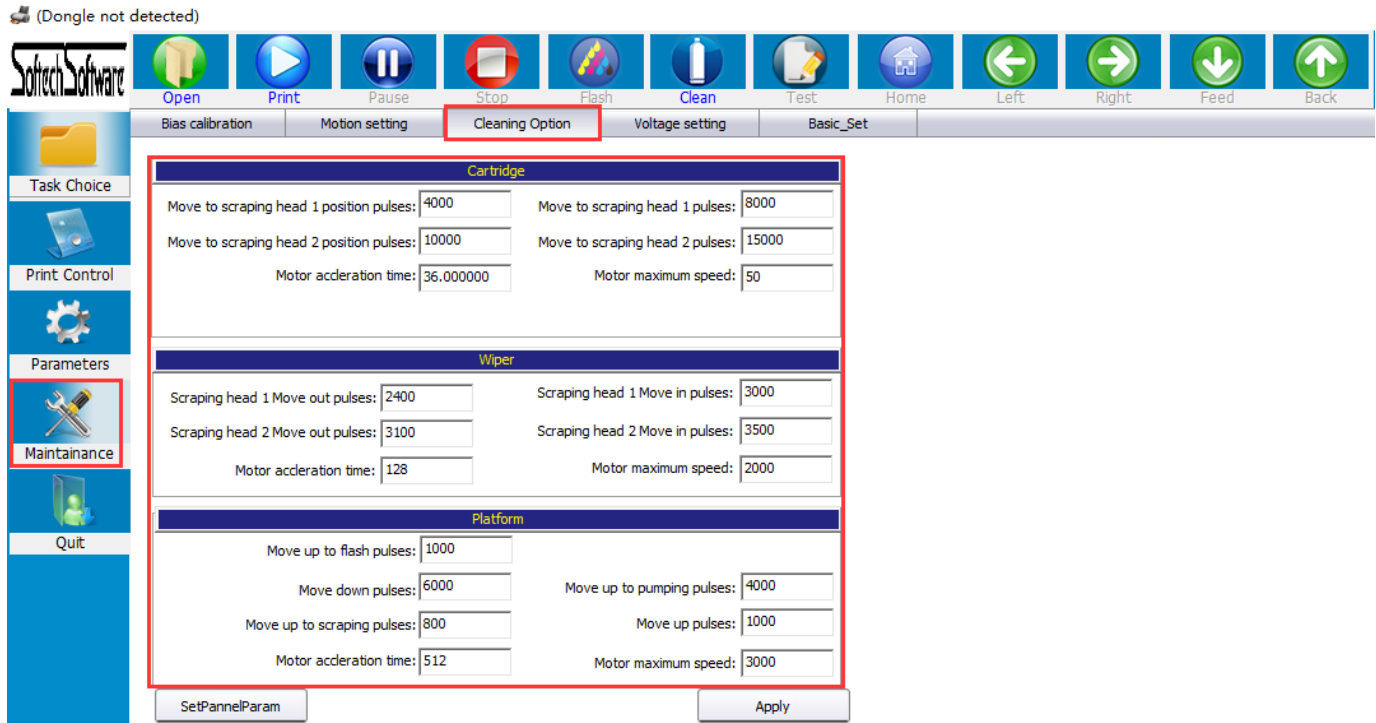 (Dongle not detected)
Softech Software
Open Print Pause Stop Flash Clean Test Home Left Right Feed Back
Bias calibration Motion setting Cleaning Option Voltage setting Basic_Set
Task Choice
Print Control
Parameters
Maintainance
Quit
Cartridge
Move to scraping head 1 position pulses: 4000 Move to scraping head 1 pulses: 8000
Move to scraping head 2 position pulses: 10000 Move to scraping head 2 pulses: 15000
Motor accleration time: 36.000000 Motor maximum speed: 50
Wiper
Scraping head 1 Move out pulses: 2400 Scraping head 1 Move in pulses: 3000
Scraping head 2 Move out pulses: 3100 Scraping head 2 Move in pulses: 3500
Motor accleration time: 128 Motor maximum speed: 2000
Platform
Move up to flash pulses: 1000
Move down pulses: 6000 Move up to pumping pulses: 4000
Move up to scraping pulses: 800 Move up pulses: 1000
Motor accleration time: 512 Motor maximum speed: 3000
SetPannelParam Apply